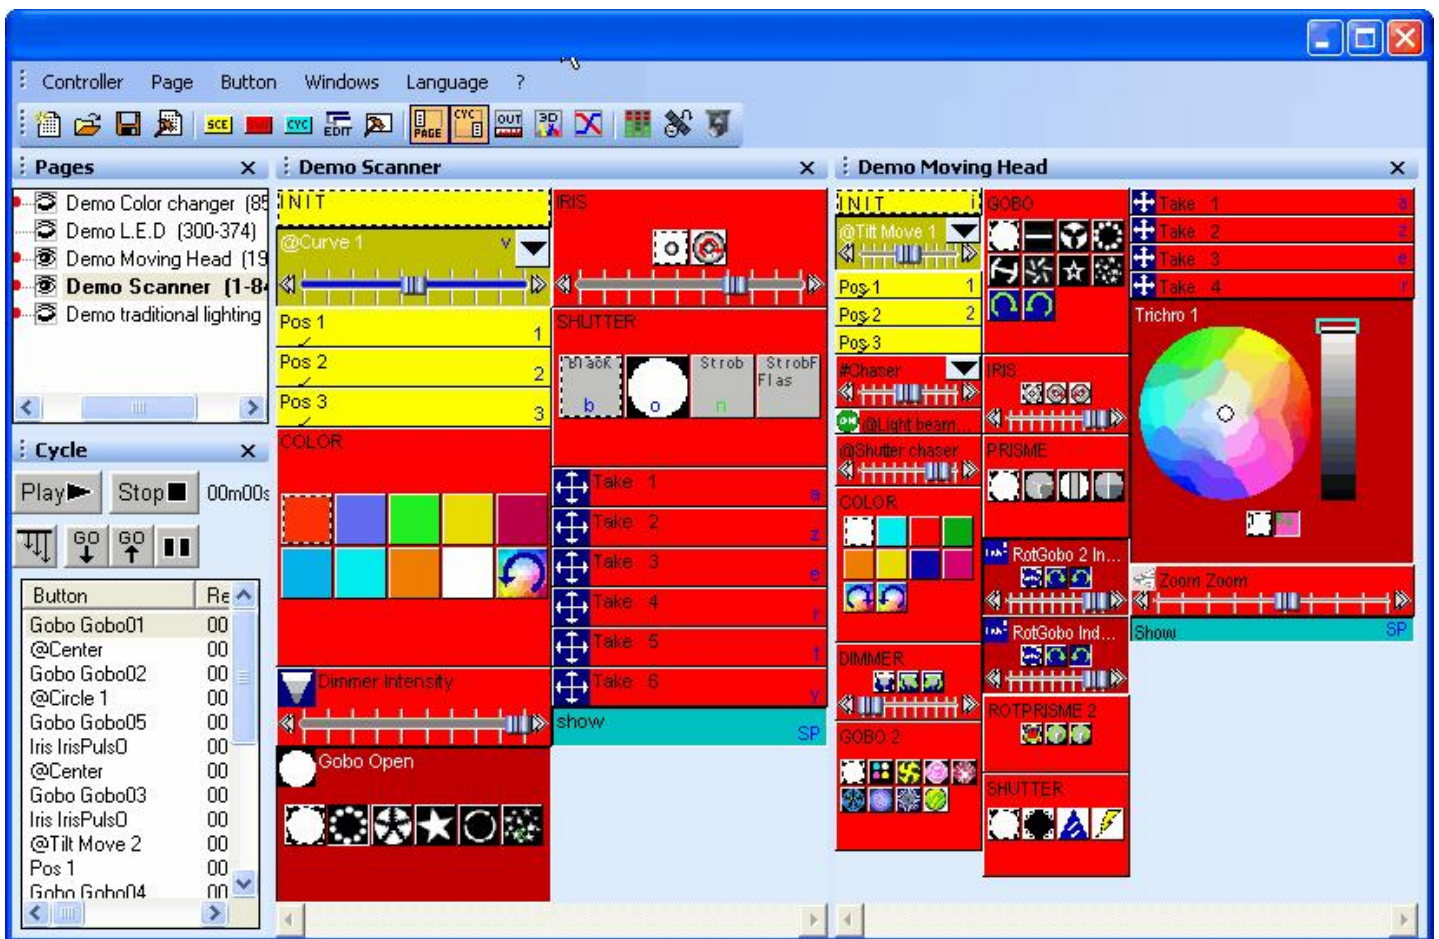 Controller Page Button Windows Language ?
SCE CYC EDIT PAGE CYC OUT 3D
Pages
Demo Color changer (85
Demo L.E.D (300-374)
Demo Moving Head (19
Demo Scanner (1-84
Demo traditional lighting
Cycle
Play Stop 00m00s
GO GO
Button Re
Gobo Gobo01 00
@Center 00
Gobo Gobo02 00
@Circle 1 00
Gobo Gobo05 00
Iris IrisPulsO 00
@Center 00
Gobo Gobo03 00
Iris IrisPulsO 00
@Tilt Move 2 00
Pos 1 00
Gobo Gobo04 00
Demo Scanner
INIT
@Curve 1 v
Pos 1 1
Pos 2 2
Pos 3 3
COLOR
Dimmer Intensity
Gobo Open
IRIS
SHUTTER
Black Strob StrobF
Flas
b o n
Take 1 a
Take 2 z
Take 3 e
Take 4 r
Take 5 t
Take 6 y
show SP
Demo Moving Head
INIT i
@Tilt Move 1
Pos 1 1
Pos 2 2
Pos 3
#Chaser
ON @Light beam...
@Shutter chaser
COLOR
DIMMER
GOBO 2
GOBO
IRIS
PRISME
RotGobo 2 In...
RotGobo Ind...
ROTPRISME 2
SHUTTER
Take 1 a
Take 2 z
Take 3 e
Take 4 r
Trichro 1
Zoom Zoom
Show SP